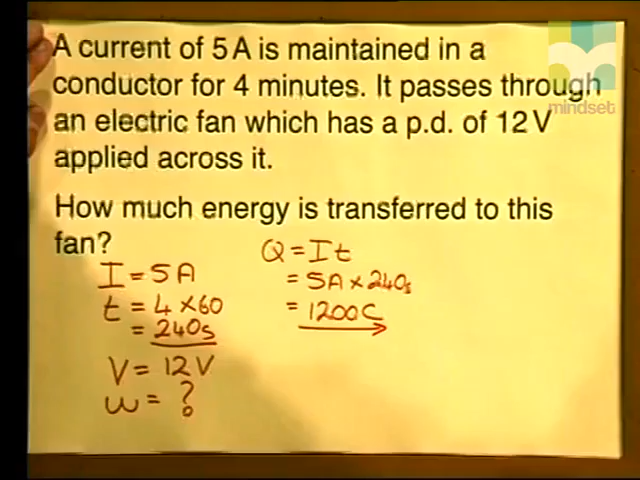 A current of 5A is maintained in a
conductor for 4 minutes. It passes through
an electric fan which has a p.d. of 12V
applied across it.
mindset
How much energy is transferred to this
fan?
I = 5A
t = 4 × 60
= 240s
V = 12V
W = ?
Q = It
= 5A × 240s
= 1200C